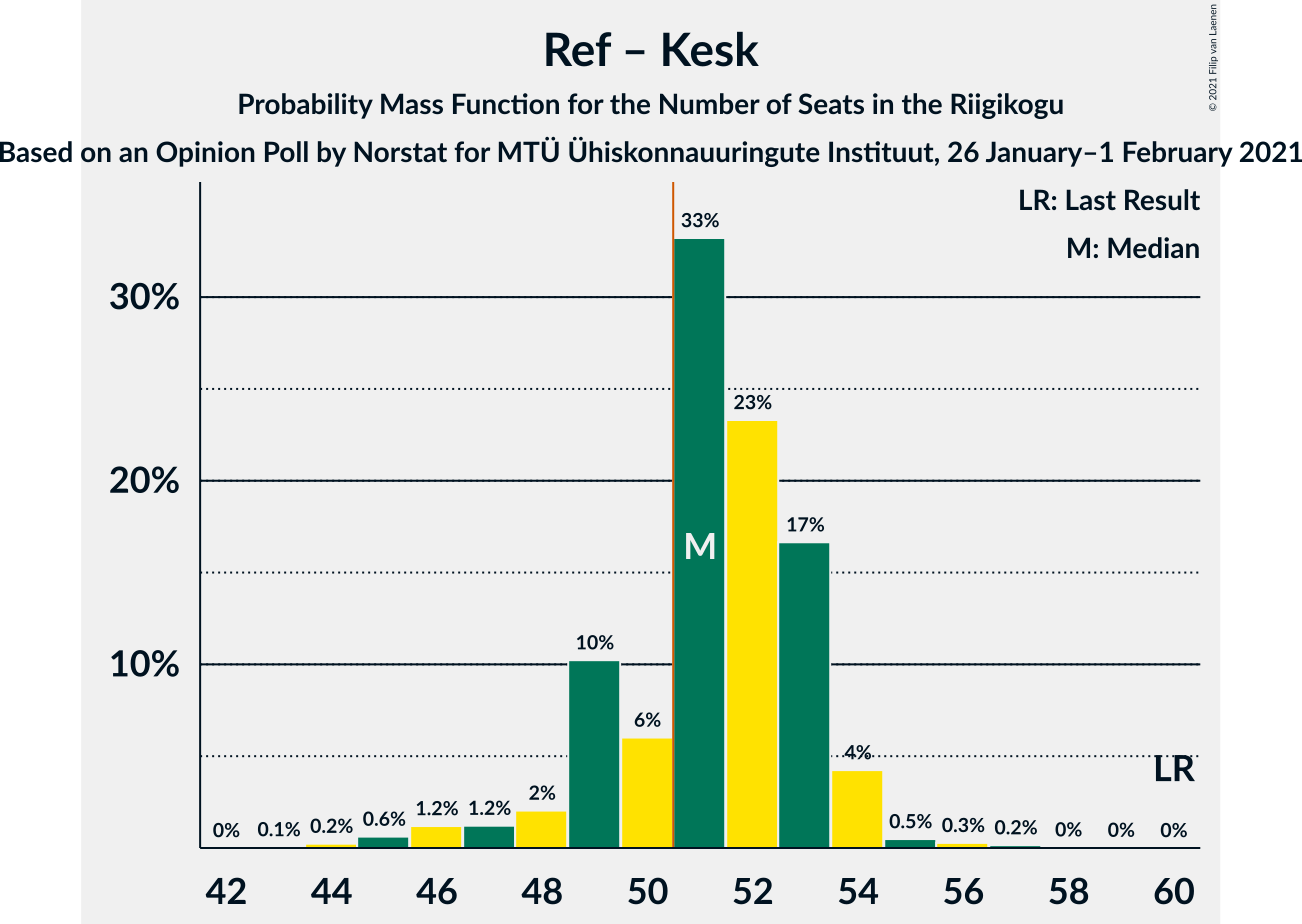 Ref – Kesk
Probability Mass Function for the Number of Seats in the Riigikogu
Based on an Opinion Poll by Norstat for MTÜ Ühiskonnauuringute Instituut, 26 January–1 February 2021
© 2021 Filip van Laenen
LR: Last Result
M: Median
33%
30%
23%
20%
17%
M
10%
10%
6%
4%
LR
2%
0% 0.1% 0.2% 0.6% 1.2% 1.2% 0.5% 0.3% 0.2% 0% 0% 0%
42 44 46 48 50 52 54 56 58 60